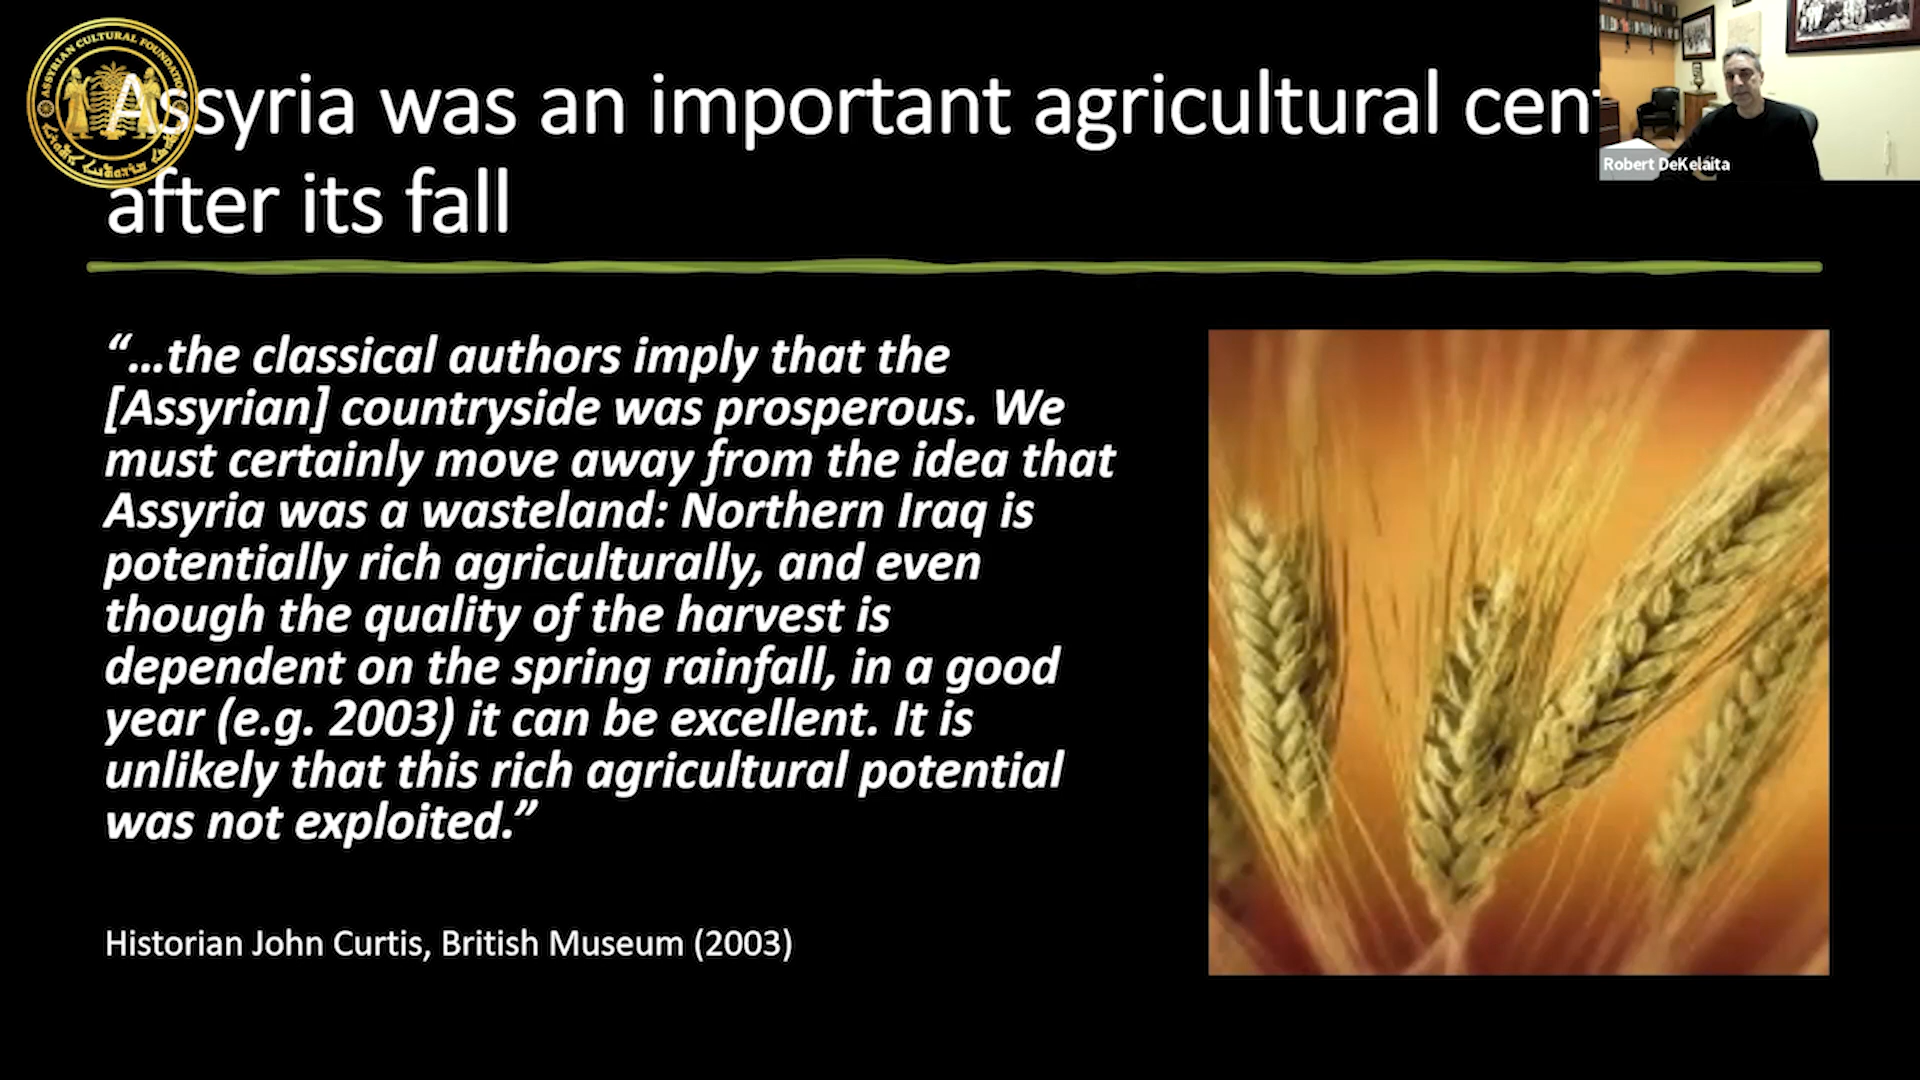 ASSYRIAN CULTURAL FOUNDATION
Assyria was an important agricultural cent
after its fall
Robert DeKelaita
“…the classical authors imply that the
[Assyrian] countryside was prosperous. We
must certainly move away from the idea that
Assyria was a wasteland: Northern Iraq is
potentially rich agriculturally, and even
though the quality of the harvest is
dependent on the spring rainfall, in a good
year (e.g. 2003) it can be excellent. It is
unlikely that this rich agricultural potential
was not exploited.”
Historian John Curtis, British Museum (2003)